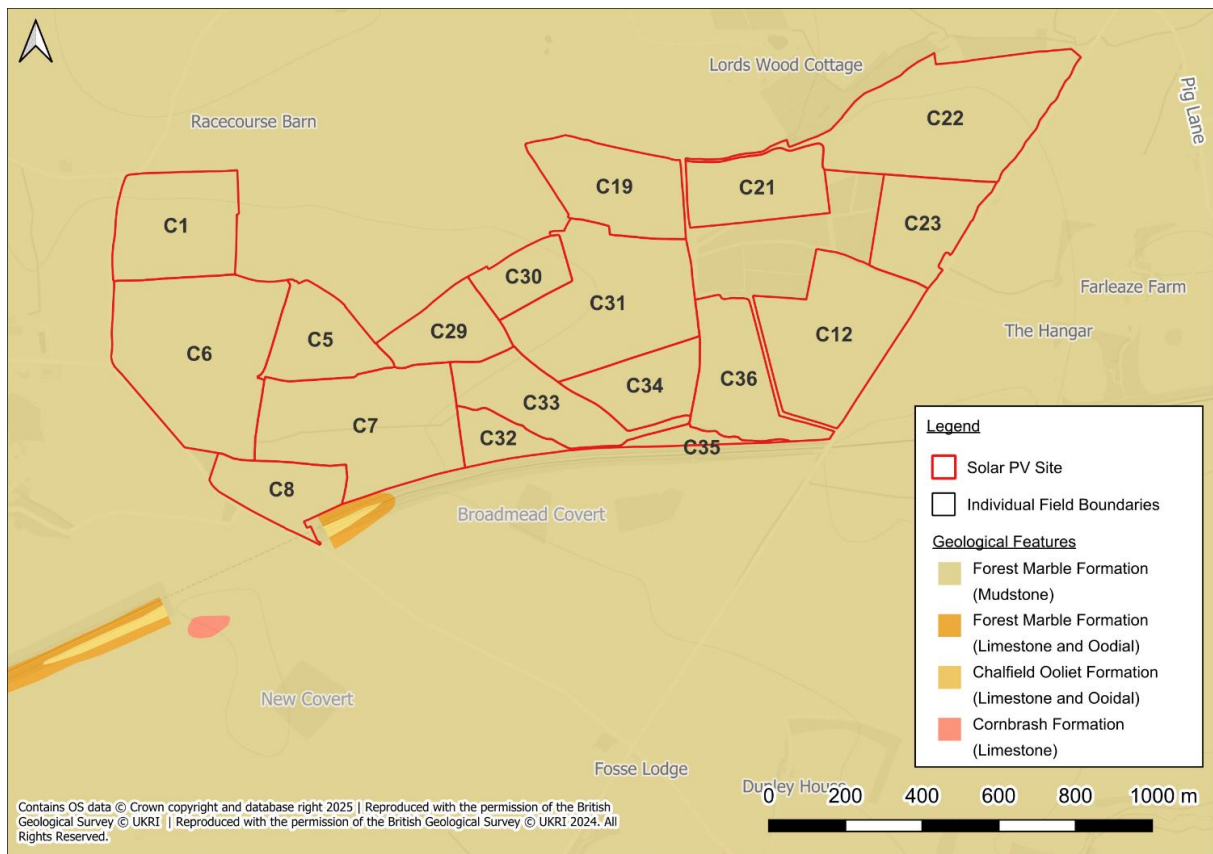 Lords Wood Cottage
Pig Lane
Racecourse Barn
C22
C19
C21
C1
C23
C30
C31
Farleaze Farm
C29
The Hangar
C5
C12
C6
C34
C36
C33
C7
C32
C35
C8
Broadmead Covert
New Covert
Fosse Lodge
Dunley House
Legend
Solar PV Site
Individual Field Boundaries
Geological Features
Forest Marble Formation
(Mudstone)
Forest Marble Formation
(Limestone and Oodial)
Chalfield Ooliet Formation
(Limestone and Ooidal)
Cornbrash Formation
(Limestone)
0 200 400 600 800 1000 m
Contains OS data © Crown copyright and database right 2025 | Reproduced with the permission of the British
Geological Survey © UKRI | Reproduced with the permission of the British Geological Survey © UKRI 2024. All
Rights Reserved.